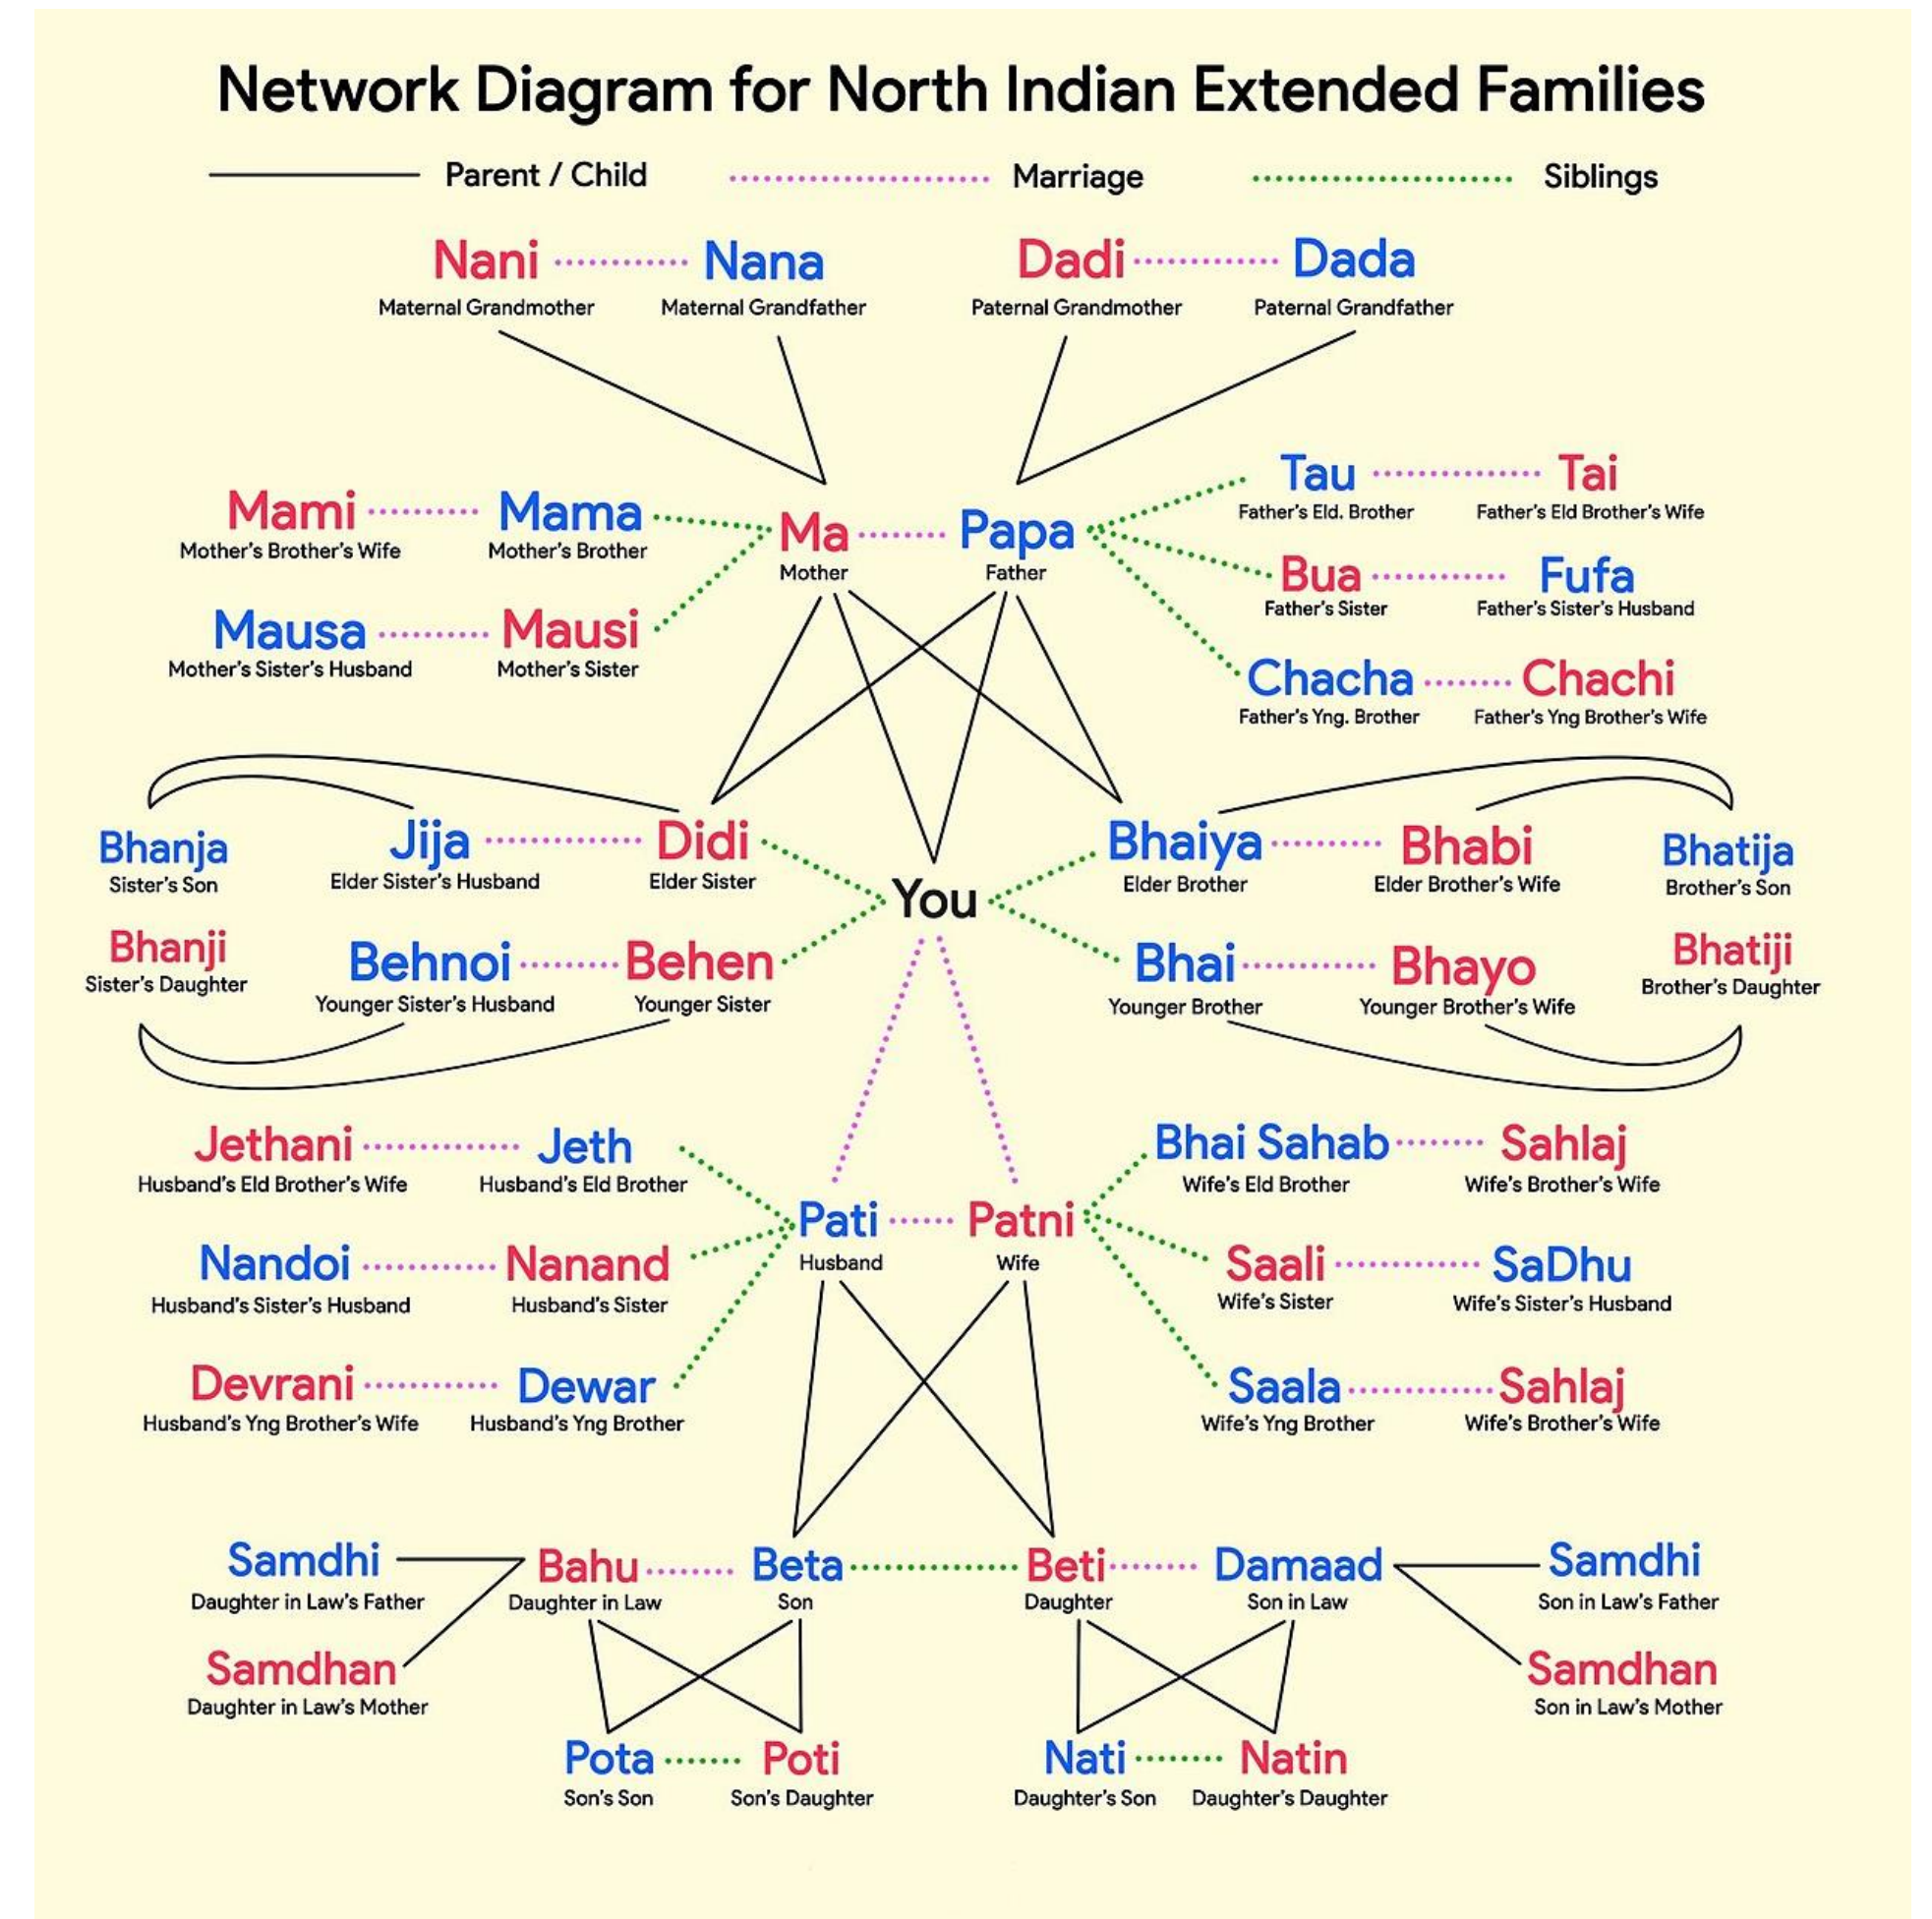 Network Diagram for North Indian Extended Families
Parent / Child Marriage Siblings
Nani Nana Dadi Dada
Maternal Grandmother Maternal Grandfather Paternal Grandmother Paternal Grandfather
Tau Tai
Father's Eld. Brother Father's Eld Brother's Wife
Mami Mama Ma Papa
Mother's Brother's Wife Mother's Brother Mother Father
Bua Fufa
Father's Sister Father's Sister's Husband
Mausa Mausi
Mother's Sister's Husband Mother's Sister
Chacha Chachi
Father's Yng. Brother Father's Yng Brother's Wife
Bhanja Jija Didi Bhaiya Bhabi Bhatija
Sister's Son Elder Sister's Husband Elder Sister Elder Brother Elder Brother's Wife Brother's Son
You
Bhanji Behnoi Behen Bhai Bhayo Bhatiji
Sister's Daughter Younger Sister's Husband Younger Sister Younger Brother Younger Brother's Wife Brother's Daughter
Jethani Jeth Bhai Sahab Sahlaj
Husband's Eld Brother's Wife Husband's Eld Brother Wife's Eld Brother Wife's Brother's Wife
Pati Patni
Husband Wife
Nandoi Nanand Saali SaDhu
Husband's Sister's Husband Husband's Sister Wife's Sister Wife's Sister's Husband
Devrani Dewar Saala Sahlaj
Husband's Yng Brother's Wife Husband's Yng Brother Wife's Yng Brother Wife's Brother's Wife
Samdhi Bahu Beta Beti Damaad Samdhi
Daughter in Law's Father Daughter in Law Son Daughter Son in Law Son in Law's Father
Samdhan Samdhan
Daughter in Law's Mother Son in Law's Mother
Pota Poti Nati Natin
Son's Son Son's Daughter Daughter's Son Daughter's Daughter